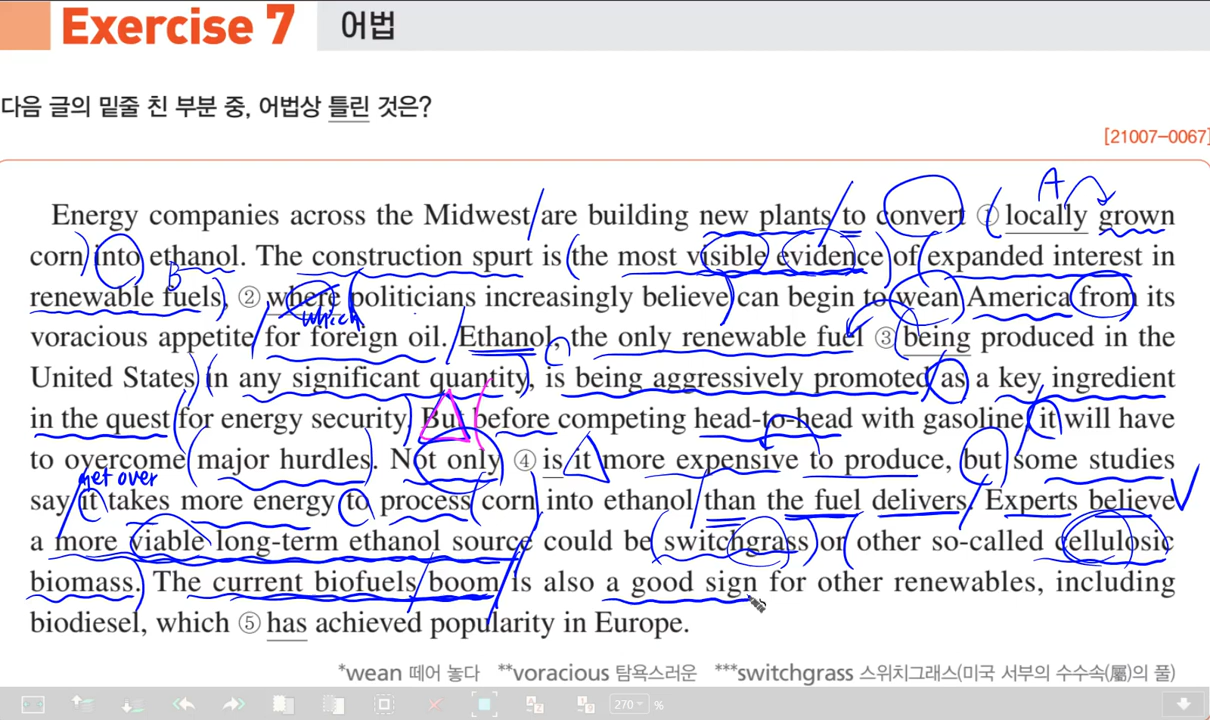 Exercise 7 어법
다음 글의 밑줄 친 부분 중, 어법상 틀린 것은?
[21007-0067]
A
Energy companies across the Midwest are building new plants to convert ① locally grown
corn into ethanol. The construction spurt is the most visible evidence of expanded interest in
B
renewable fuels, ② where politicians increasingly believe can begin to wean America from its
which
voracious appetite for foreign oil. Ethanol, the only renewable fuel ③ being produced in the
United States in any significant quantity, is being aggressively promoted as a key ingredient
in the quest for energy security. But before competing head-to-head with gasoline, it will have
to overcome major hurdles. Not only ④ is it more expensive to produce, but some studies
get over
say it takes more energy to process corn into ethanol than the fuel delivers. Experts believe
a more viable long-term ethanol source could be switchgrass or other so-called cellulosic
biomass. The current biofuels boom is also a good sign for other renewables, including
biodiesel, which ⑤ has achieved popularity in Europe.
*wean 떼어 놓다 **voracious 탐욕스러운 ***switchgrass 스위치그래스(미국 서부의 수수속(屬)의 풀)
270 %